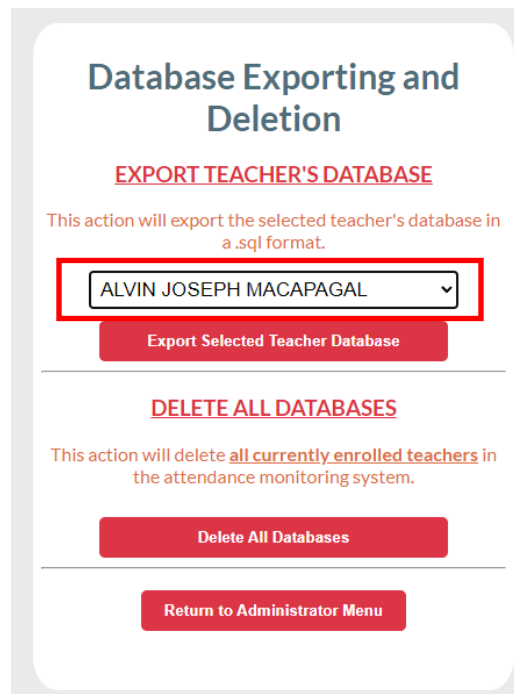 Database Exporting and
Deletion
EXPORT TEACHER'S DATABASE
This action will export the selected teacher's database in
a .sql format.
ALVIN JOSEPH MACAPAGAL
Export Selected Teacher Database
DELETE ALL DATABASES
This action will delete all currently enrolled teachers in
the attendance monitoring system.
Delete All Databases
Return to Administrator Menu